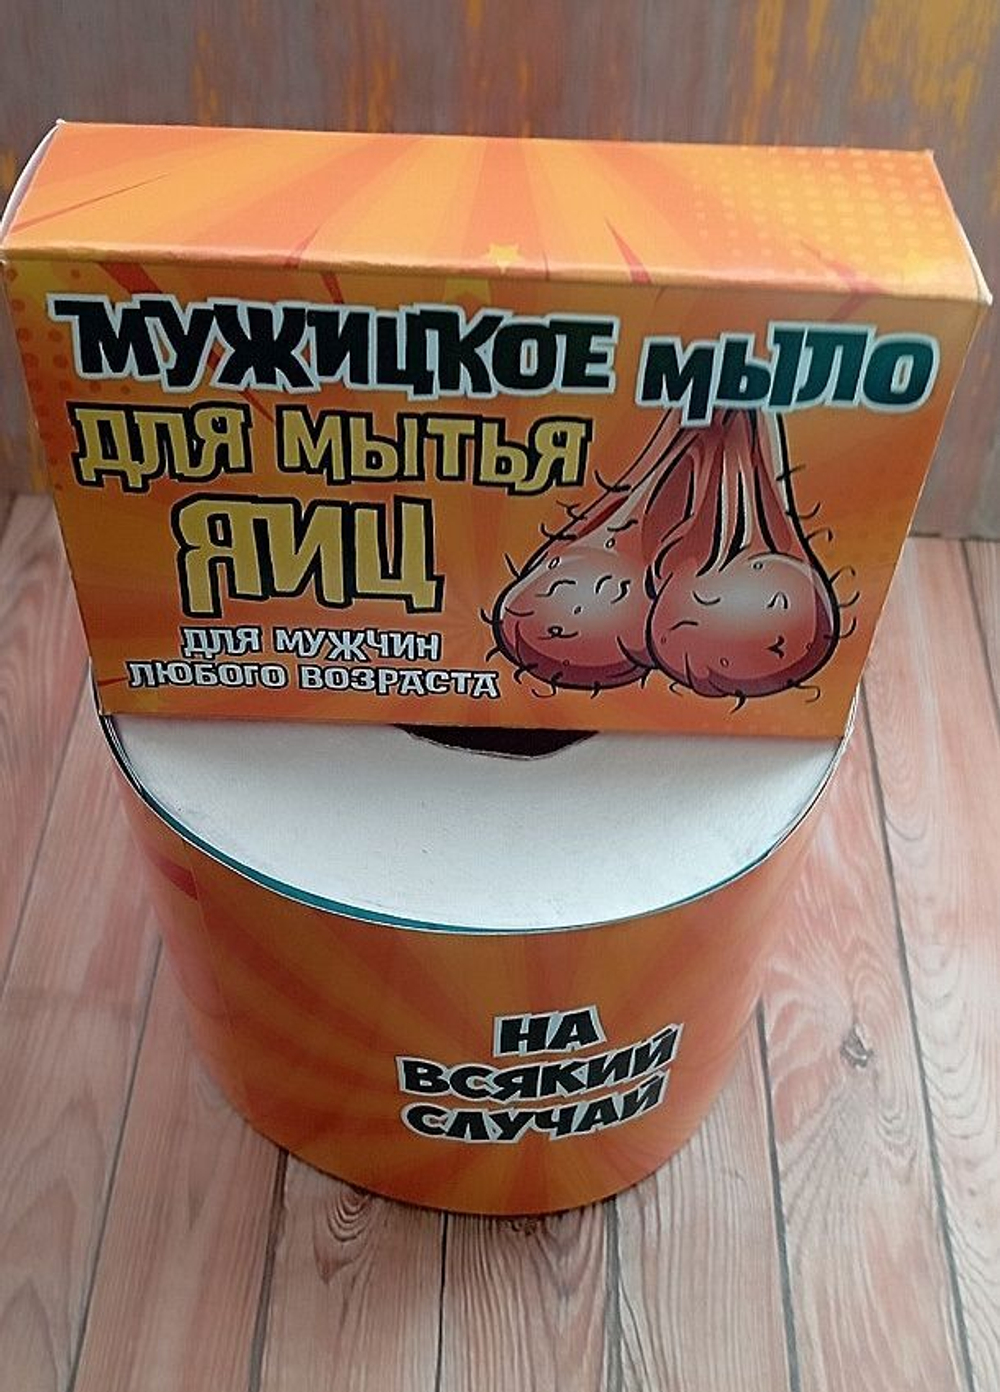 МУЖИЦКОЕ МЫЛО
ДЛЯ МЫТЬЯ
ЯИЦ
ДЛЯ МУЖЧИН
ЛЮБОГО ВОЗРАСТА
НА
ВСЯКИЙ
СЛУЧАЙ